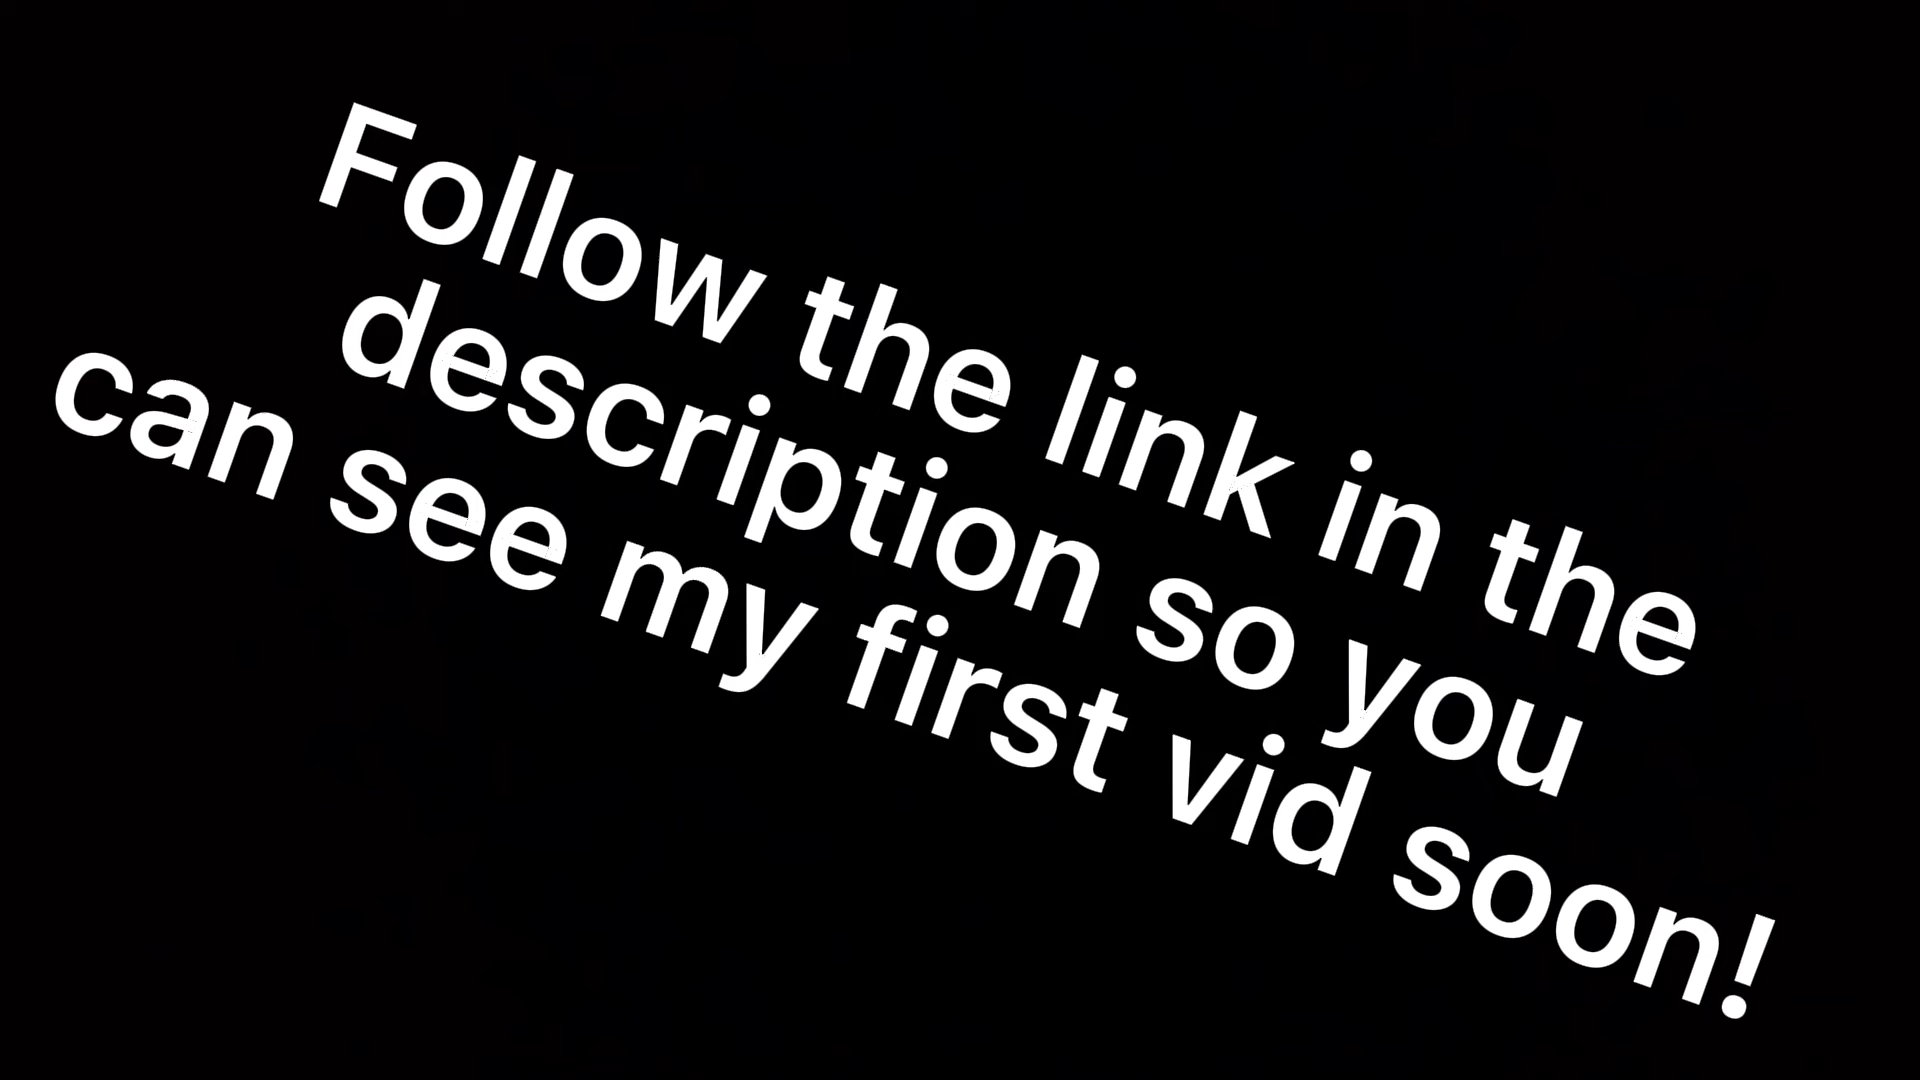 Follow the link in the
description so you
can see my first vid soon!